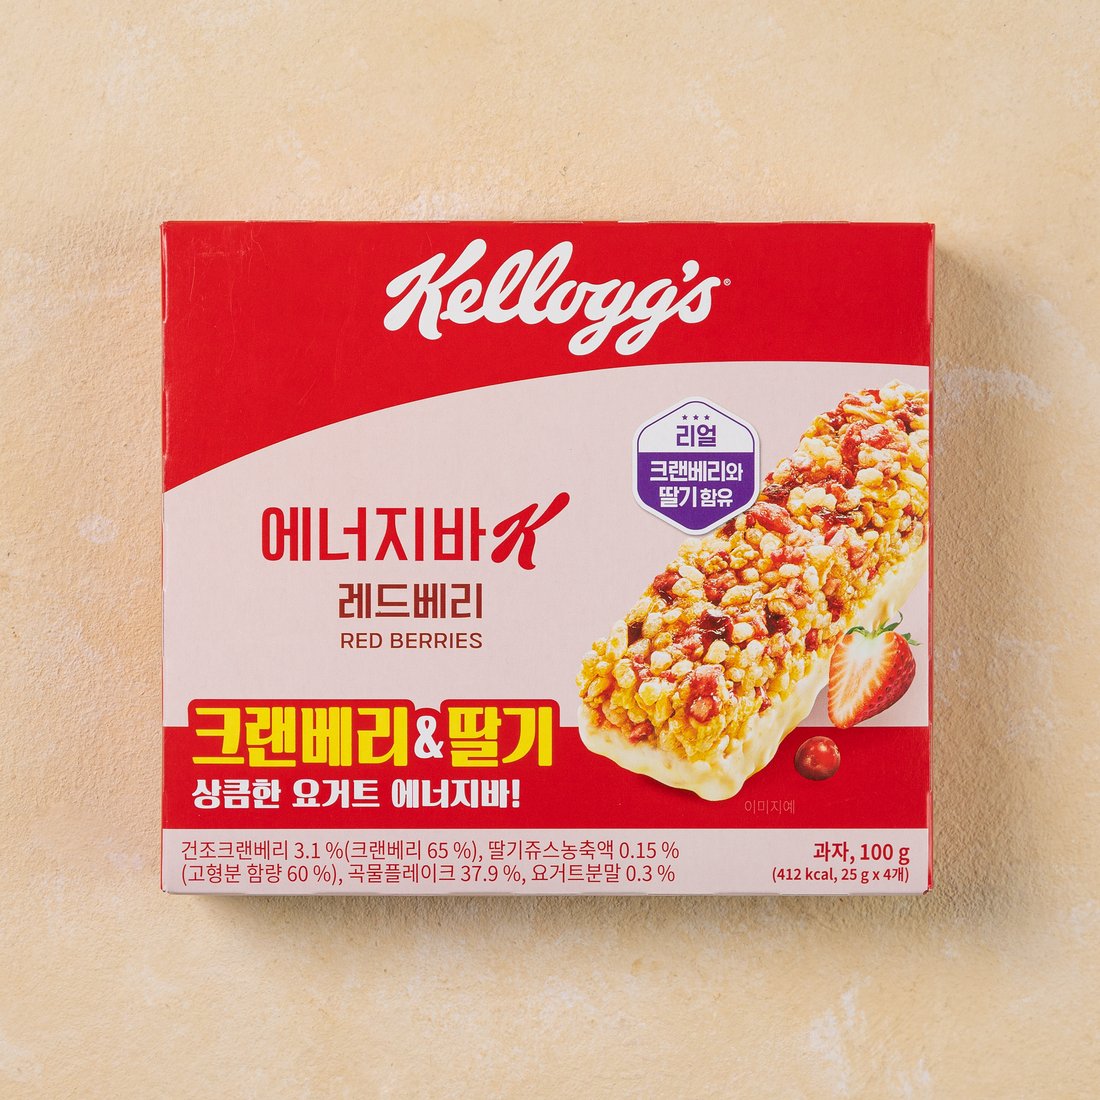 Kellogg's®
리얼
크랜베리와
딸기 함유
에너지바K
레드베리
RED BERRIES
크랜베리&딸기
상큼한 요거트 에너지바!
이미지예
건조크랜베리 3.1 %(크랜베리 65 %), 딸기쥬스농축액 0.15 %
(고형분 함량 60 %), 곡물플레이크 37.9 %, 요거트분말 0.3 %
과자, 100 g
(412 kcal, 25 g x 4개)